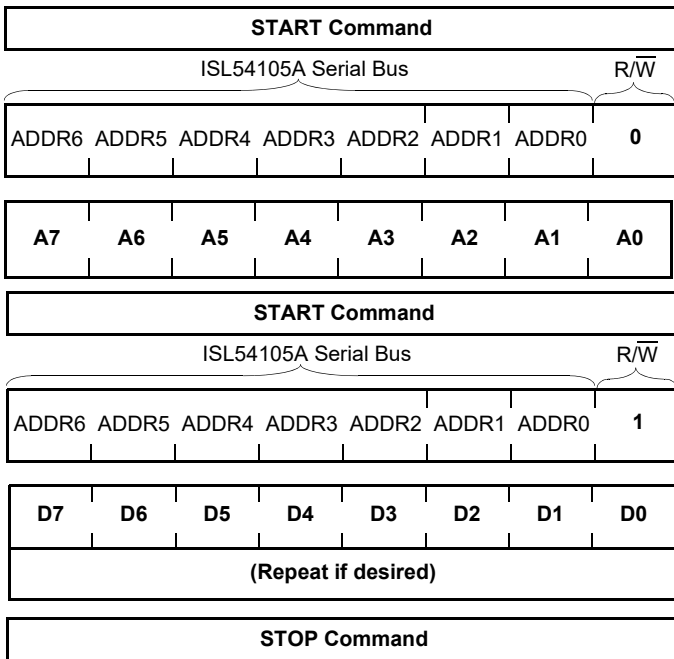 START Command
ISL54105A Serial Bus R/W
ADDR6 ADDR5 ADDR4 ADDR3 ADDR2 ADDR1 ADDR0 0
A7 A6 A5 A4 A3 A2 A1 A0
START Command
ISL54105A Serial Bus R/W
ADDR6 ADDR5 ADDR4 ADDR3 ADDR2 ADDR1 ADDR0 1
D7 D6 D5 D4 D3 D2 D1 D0
(Repeat if desired)
STOP Command